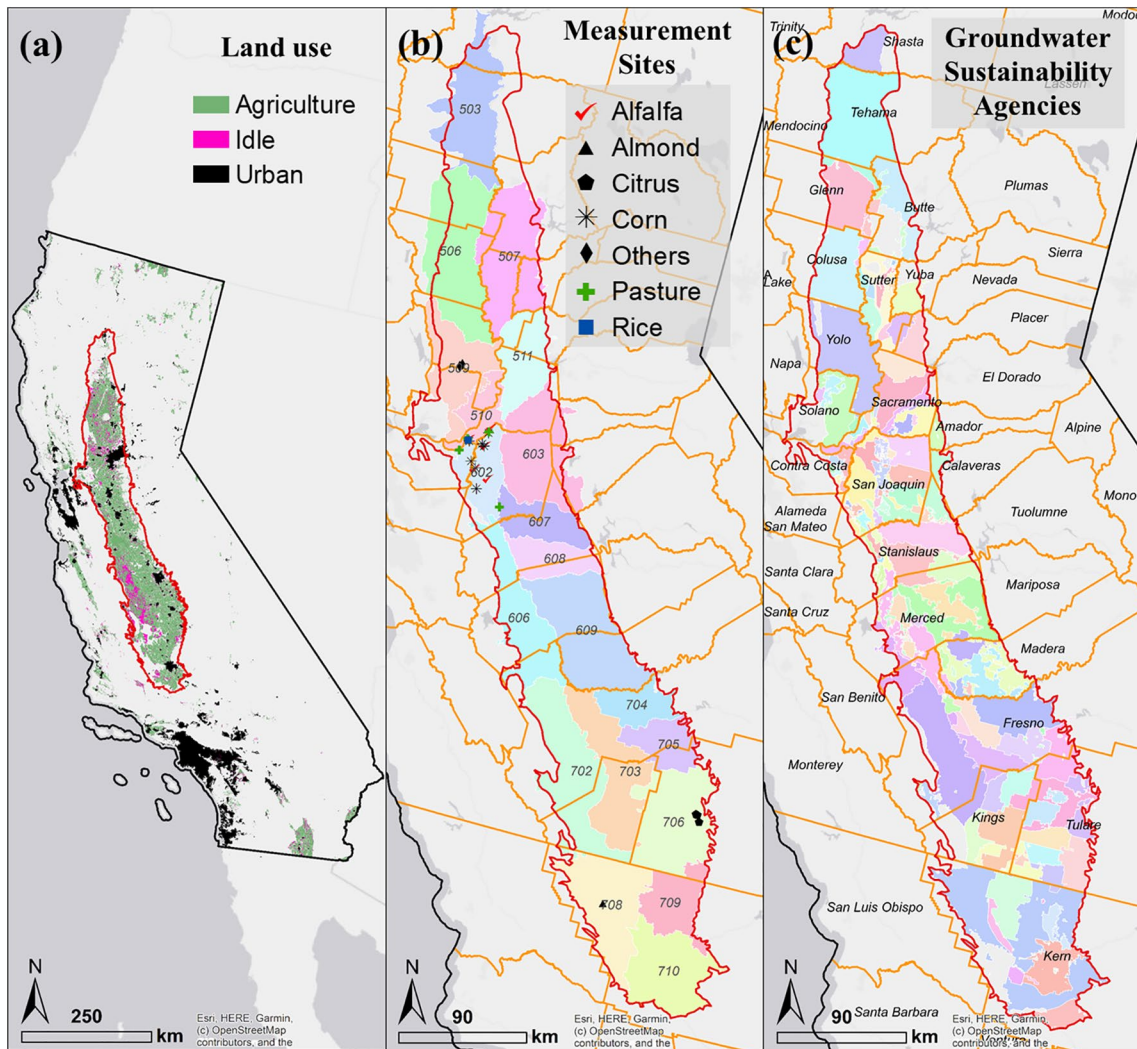 (a)
Land use
Agriculture
Idle
Urban
N
250
km
Esri, HERE, Garmin,
(c) OpenStreetMap
contributors, and the
(b)
Measurement
Sites
Alfalfa
Almond
Citrus
Corn
Others
Pasture
Rice
503
506
507
509
511
510
602
603
607
608
606
609
704
705
702
703
706
708
709
710
N
90
km
Esri, HERE, Garmin,
(c) OpenStreetMap
contributors, and the
(c)
Groundwater
Sustainability
Agencies
Trinity
Modoc
Shasta
Lassen
Tehama
Mendocino
Plumas
Glenn
Butte
Sierra
Colusa
Lake
Sutter
Yuba
Nevada
Placer
Yolo
Napa
El Dorado
Solano
Sacramento
Amador
Alpine
Contra Costa
Calaveras
San Joaquin
Mono
Alameda
San Mateo
Tuolumne
Stanislaus
Santa Clara
Mariposa
Santa Cruz
Merced
Madera
San Benito
Fresno
Monterey
Kings
Tulare
San Luis Obispo
Kern
Santa Barbara
N
90
km
Esri, HERE, Garmin,
(c) OpenStreetMap
contributors, and the